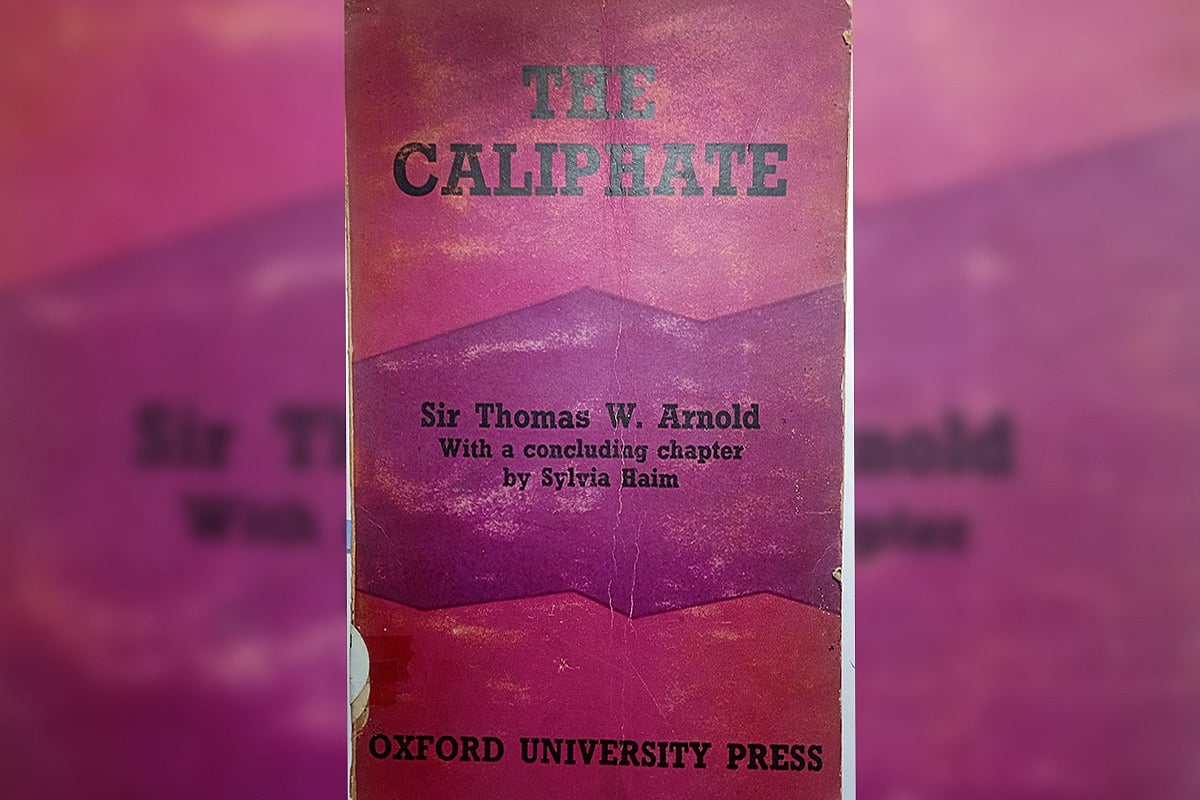 THE
CALIPHATE
Sir Thomas W. Arnold
With a concluding chapter
by Sylvia Haim
OXFORD UNIVERSITY PRESS